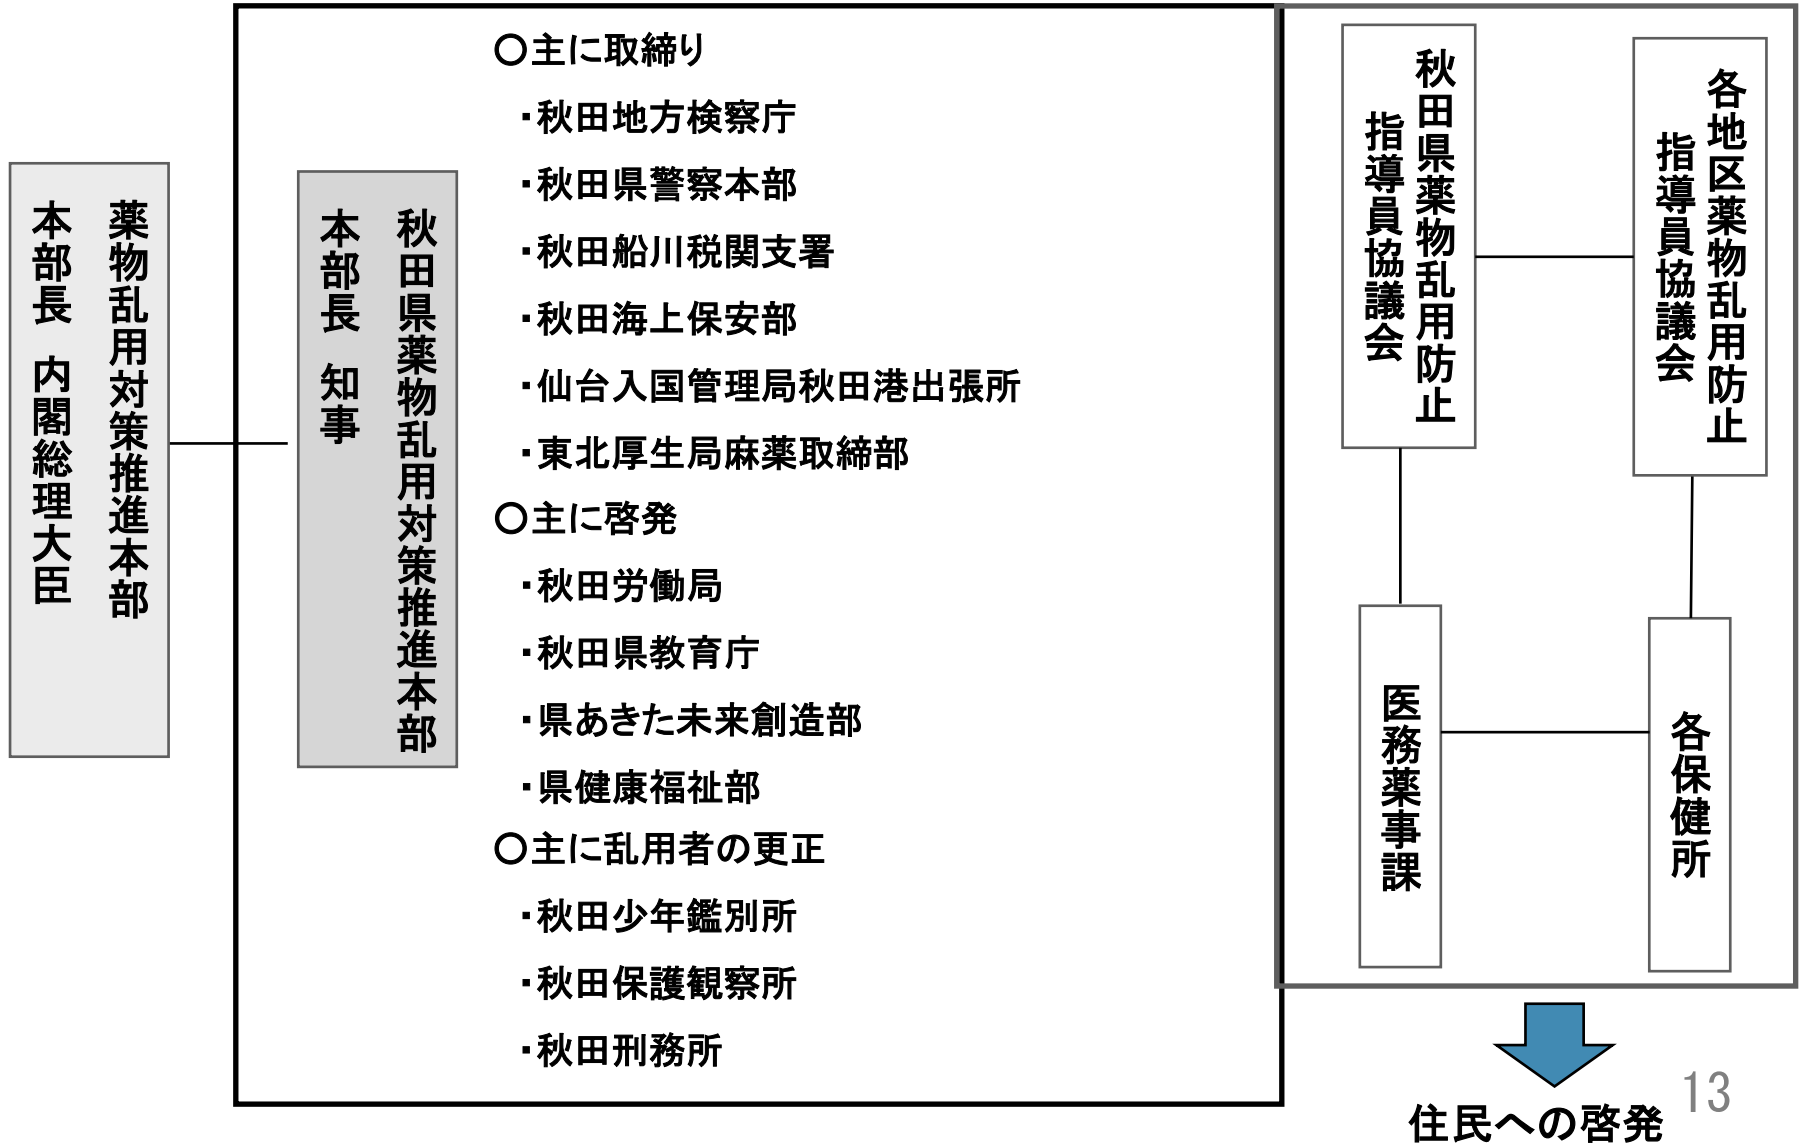 薬物乱用対策推進本部
本部長 内閣総理大臣
秋田県薬物乱用対策推進本部
本部長 知事
〇主に取締り
・秋田地方検察庁
・秋田県警察本部
・秋田船川税関支署
・秋田海上保安部
・仙台入国管理局秋田港出張所
・東北厚生局麻薬取締部
〇主に啓発
・秋田労働局
・秋田県教育庁
・県あきた未来創造部
・県健康福祉部
〇主に乱用者の更正
・秋田少年鑑別所
・秋田保護観察所
・秋田刑務所
秋田県薬物乱用防止
指導員協議会
各地区薬物乱用防止
指導員協議会
医務薬事課
各保健所
住民への啓発
13